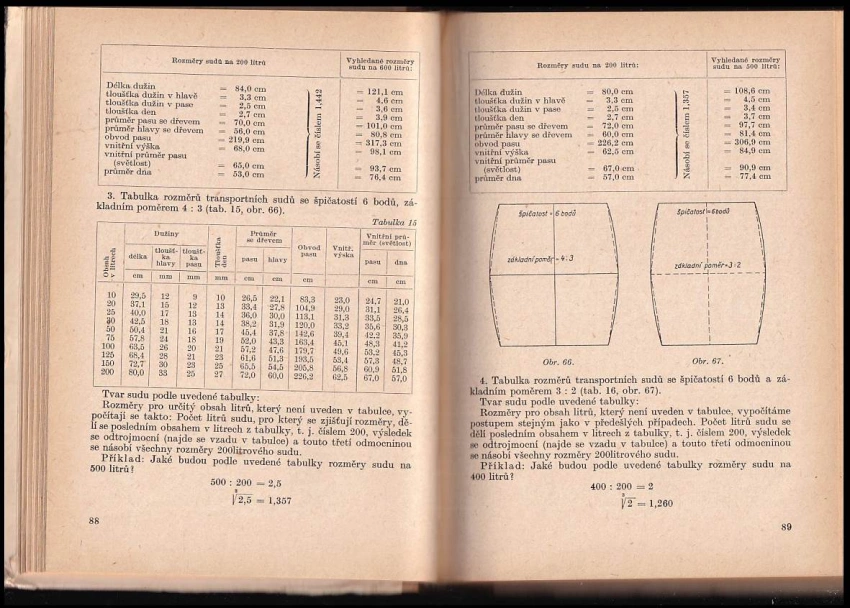 Rozměry sudů na 200 litrů
Vyhledané rozměry
sudu na 600 litrů:
Délka dužin = 84,0 cm = 121,1 cm
tloušťka dužin v hlavě = 3,3 cm = 4,6 cm
tloušťka dužin v pase = 2,5 cm = 3,6 cm
tloušťka den = 2,7 cm = 3,9 cm
průměr pasu se dřevem = 70,0 cm = 101,0 cm
průměr hlavy se dřevem = 56,0 cm = 80,8 cm
obvod pasu = 219,9 cm = 317,3 cm
vnitřní výška = 68,0 cm = 98,1 cm
vnitřní průměr pasu
(světlost) = 65,0 cm = 93,7 cm
průměr dna = 53,0 cm = 76,4 cm
Násobí se číslem 1,442
3. Tabulka rozměrů transportních sudů se špičatostí 6 bodů, zá-
kladním poměrem 4 : 3 (tab. 15, obr. 66).
Tabulka 15
Obsah v litrech
Dužiny
délka
tloušť-
ka
hlavy
tloušť-
ka
pasu
Tloušťka
den
Průměr
se dřevem
pasu hlavy
Obvod
pasu
Vnitř.
výška
Vnitřní prů-
měr (světlost)
pasu dna
cm mm mm mm cm cm cm cm cm
10 29,5 12 9 10 26,5 22,1 83,3 23,0 24,7 21,0
20 37,1 15 12 13 33,4 27,8 104,9 29,0 31,1 26,4
25 40,0 17 13 14 36,0 30,0 113,1 31,3 33,5 28,5
30 42,5 18 13 14 38,2 31,9 120,0 33,2 35,6 30,3
50 50,4 21 16 17 45,4 37,8 142,6 39,4 42,2 35,9
75 57,8 24 18 19 52,0 43,3 163,4 45,1 48,3 41,2
100 63,5 26 20 21 57,2 47,6 179,7 49,6 53,2 45,3
125 68,4 28 21 23 61,6 51,3 193,5 53,4 57,3 48,7
150 72,7 30 23 25 65,5 54,5 205,8 56,8 60,9 51,8
200 80,0 33 25 27 72,0 60,0 226,2 62,5 67,0 57,0
Tvar sudu podle uvedené tabulky:
Rozměry pro určitý obsah litrů, který není uveden v tabulce, vy-
počítají se takto: Počet litrů sudu, pro který se zjišťují rozměry, dě-
lí se posledním obsahem v litrech z tabulky, t. j. číslem 200, výsledek
se odtrojmocní (najde se vzadu v tabulce) a touto třetí odmocninou
se násobí všechny rozměry 200litrového sudu.
Příklad: Jaké budou podle uvedené tabulky rozměry sudu na
500 litrů?
500 : 200 = 2,5
∛2,5 = 1,357
88
Rozměry sudu na 200 litrů:
Vyhledané rozměry
sudu na 500 litrů:
Délka dužin = 80,0 cm = 108,6 cm
tloušťka dužin v hlavě = 3,3 cm = 4,5 cm
tloušťka dužin v pase = 2,5 cm = 3,4 cm
tloušťka den = 2,7 cm = 3,7 cm
průměr pasu se dřevem = 72,0 cm = 97,7 cm
průměr hlavy se dřevem = 60,0 cm = 81,4 cm
obvod pasu = 226,2 cm = 306,9 cm
vnitřní výška = 62,5 cm = 84,9 cm
vnitřní průměr pasu
(světlost) = 67,0 cm = 90,9 cm
průměr dna = 57,0 cm = 77,4 cm
Násobí se číslem 1,357
špičatost = 6 bodů
základní poměr = 4:3
Obr. 66.
špičatost = 6 bodů
základní poměr = 3:2
Obr. 67.
4. Tabulka rozměrů transportních sudů se špičatostí 6 bodů a zá-
kladním poměrem 3 : 2 (tab. 16, obr. 67).
Tvar sudu podle uvedené tabulky:
Rozměry pro obsah litrů, který není uveden v tabulce, vypočítáme
postupem stejným jako v předešlých případech. Počet litrů sudu se
dělí posledním obsahem v litrech z tabulky, t. j. číslem 200, výsledek
se odtrojmocní (najde se vzadu v tabulce) a touto třetí odmocninou
se násobí všechny rozměry 200litrového sudu.
Příklad: Jaké budou podle uvedené tabulky rozměry sudu na
400 litrů?
400 : 200 = 2
∛2 = 1,260
89